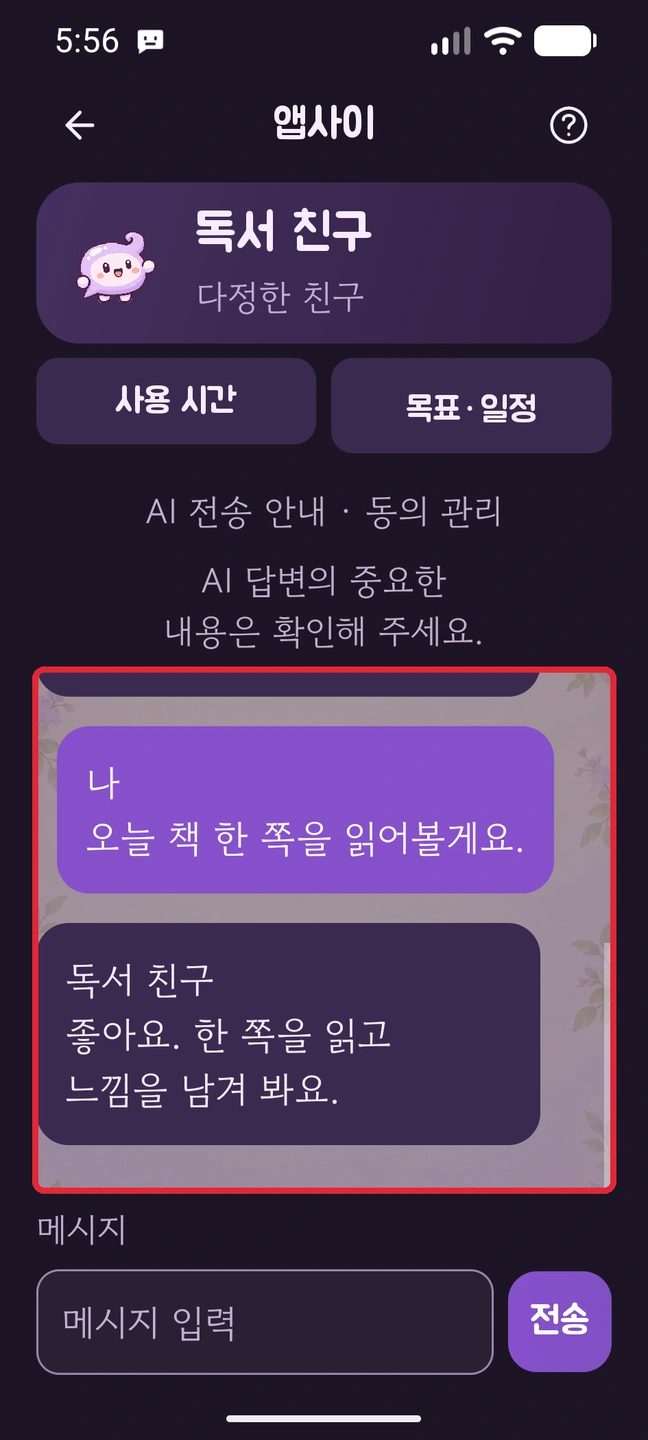 5:56
앱사이
독서 친구
다정한 친구
사용 시간
목표·일정
AI 전송 안내 · 동의 관리
AI 답변의 중요한
내용은 확인해 주세요.
나
오늘 책 한 쪽을 읽어볼게요.
독서 친구
좋아요. 한 쪽을 읽고
느낌을 남겨 봐요.
메시지
메시지 입력
전송